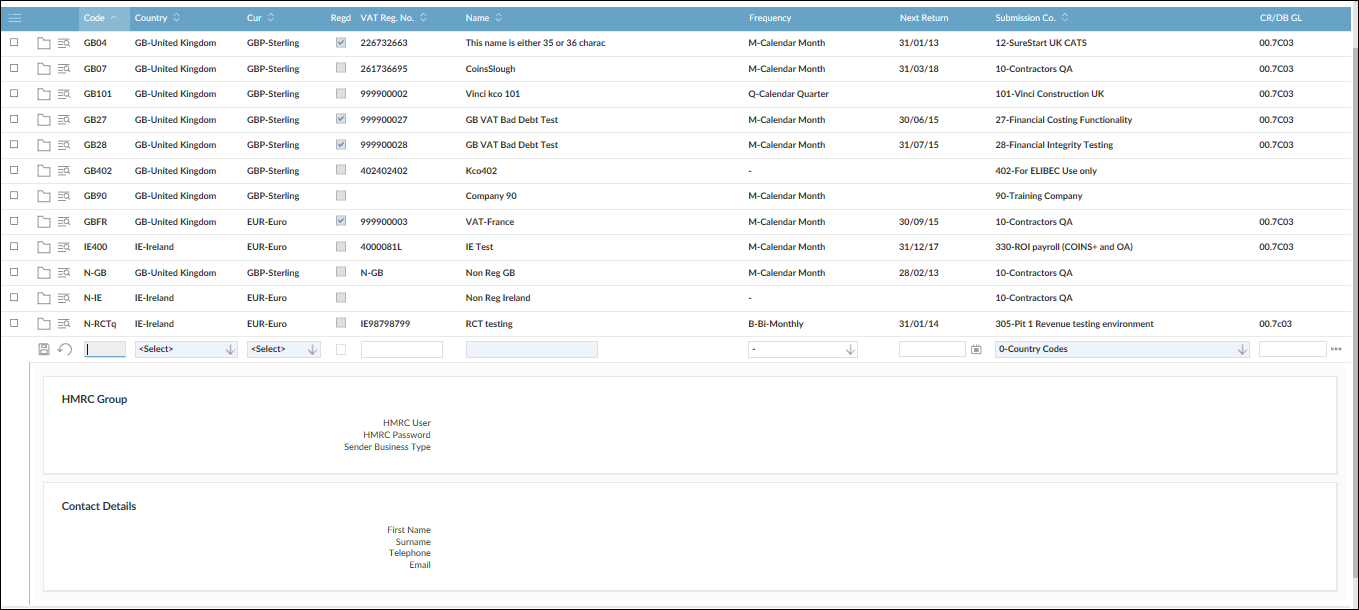 Code Country Cur Regd VAT Reg. No. Name Frequency Next Return Submission Co. CR/DB GL
GB04 GB-United Kingdom GBP-Sterling 226732663 This name is either 35 or 36 charac M-Calendar Month 31/01/13 12-SureStart UK CATS 00.7C03
GB07 GB-United Kingdom GBP-Sterling 261736695 CoinsSlough M-Calendar Month 31/03/18 10-Contractors QA 00.7C03
GB101 GB-United Kingdom GBP-Sterling 999900002 Vinci kco 101 Q-Calendar Quarter 101-Vinci Construction UK 00.7C03
GB27 GB-United Kingdom GBP-Sterling 999900027 GB VAT Bad Debt Test M-Calendar Month 30/06/15 27-Financial Costing Functionality 00.7C03
GB28 GB-United Kingdom GBP-Sterling 999900028 GB VAT Bad Debt Test M-Calendar Month 31/07/15 28-Financial Integrity Testing 00.7C03
GB402 GB-United Kingdom GBP-Sterling 402402402 Kco402 - 402-For ELIBEC Use only
GB90 GB-United Kingdom GBP-Sterling Company 90 M-Calendar Month 90-Training Company
GBFR GB-United Kingdom EUR-Euro 999900003 VAT-France M-Calendar Month 30/09/15 10-Contractors QA 00.7C03
IE400 IE-Ireland EUR-Euro 4000081L IE Test M-Calendar Month 31/12/17 330-ROI payroll (COINS+ and OA) 00.7C03
N-GB GB-United Kingdom GBP-Sterling N-GB Non Reg GB M-Calendar Month 28/02/13 10-Contractors QA
N-IE IE-Ireland EUR-Euro Non Reg Ireland - 10-Contractors QA
N-RCTq IE-Ireland EUR-Euro IE98798799 RCT testing B-Bi-Monthly 31/01/14 305-Pit 1 Revenue testing environment 00.7c03
<Select> <Select> - 0-Country Codes
HMRC Group
HMRC User
HMRC Password
Sender Business Type
Contact Details
First Name
Surname
Telephone
Email